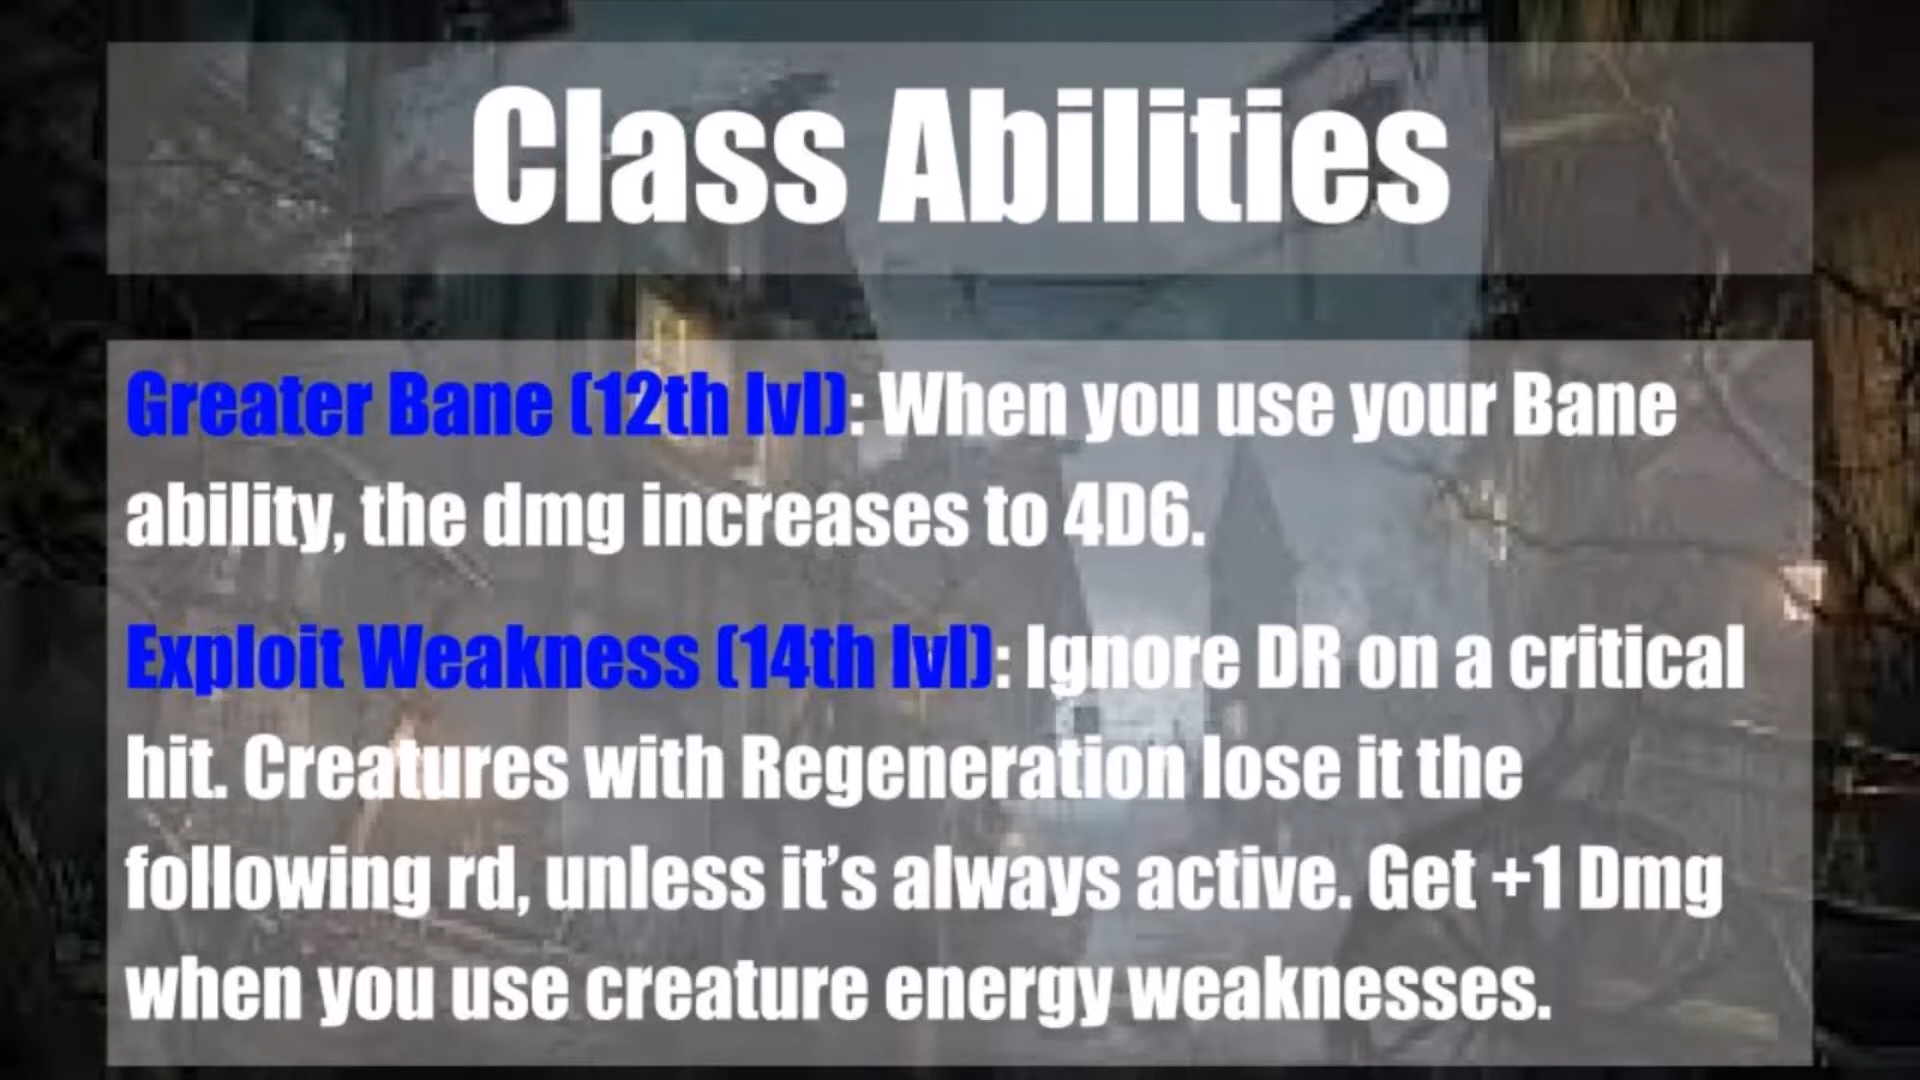 Class Abilities
Greater Bane (12th lvl): When you use your Bane
ability, the dmg increases to 4D6.
Exploit Weakness (14th lvl): Ignore DR on a critical
hit. Creatures with Regeneration lose it the
following rd, unless it’s always active. Get +1 Dmg
when you use creature energy weaknesses.